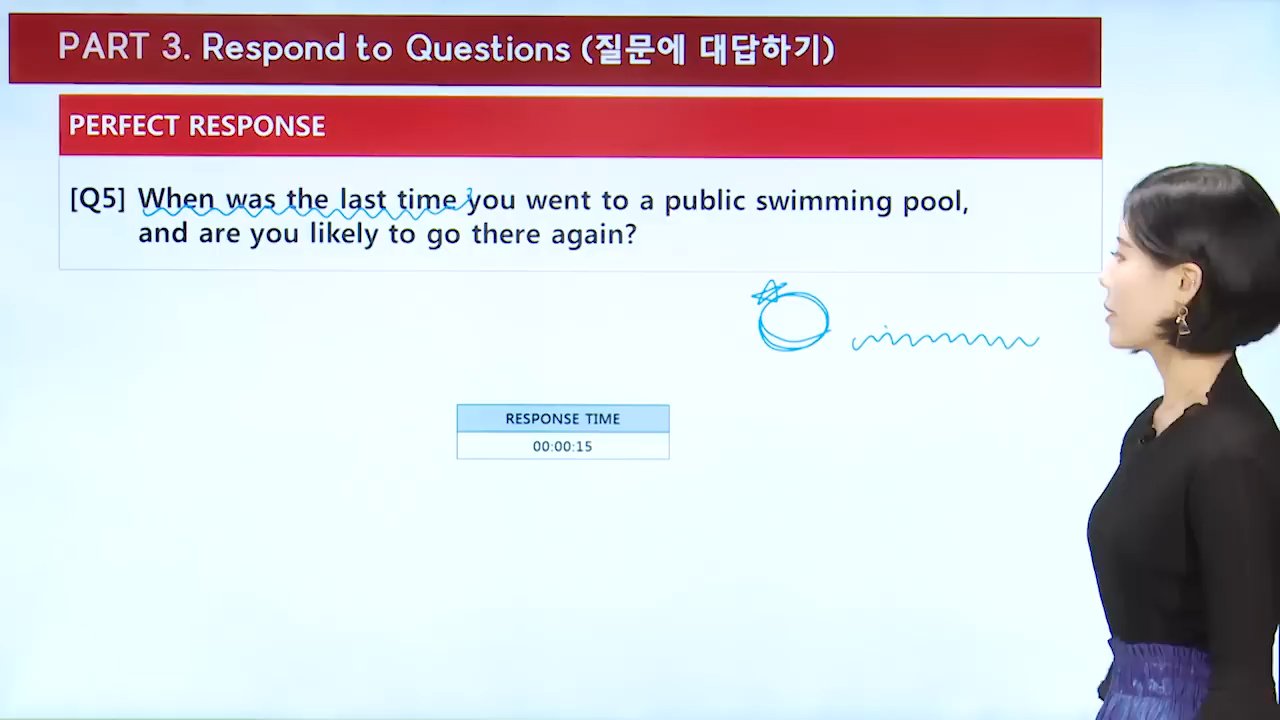 PART 3. Respond to Questions (질문에 대답하기)
PERFECT RESPONSE
[Q5] When was the last time you went to a public swimming pool,
and are you likely to go there again?
RESPONSE TIME
00:00:15